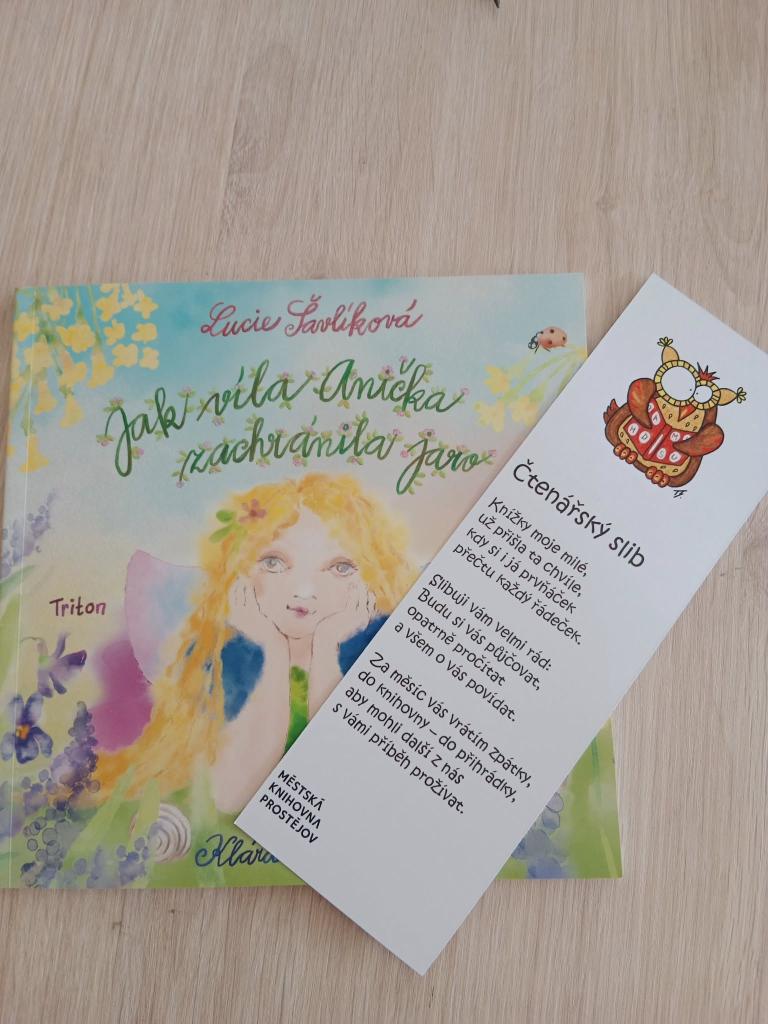 Lucie Šavlíková
Jak víla Anička
zachránila jaro
Triton
Klára
Čtenářský slib
Knížky moje milé,
už přišla ta chvíle,
kdy si i já prvňáček
přečtu každý řádeček.
Slibuji vám velmi rád:
Budu si vás půjčovat,
opatrně pročítat
a všem o vás povídat.
Za měsíc vás vrátím zpátky,
do knihovny – do přihrádky,
aby mohli další z nás
s vámi příběh prožívat.
MĚSTSKÁ
KNIHOVNA
PROSTĚJOV